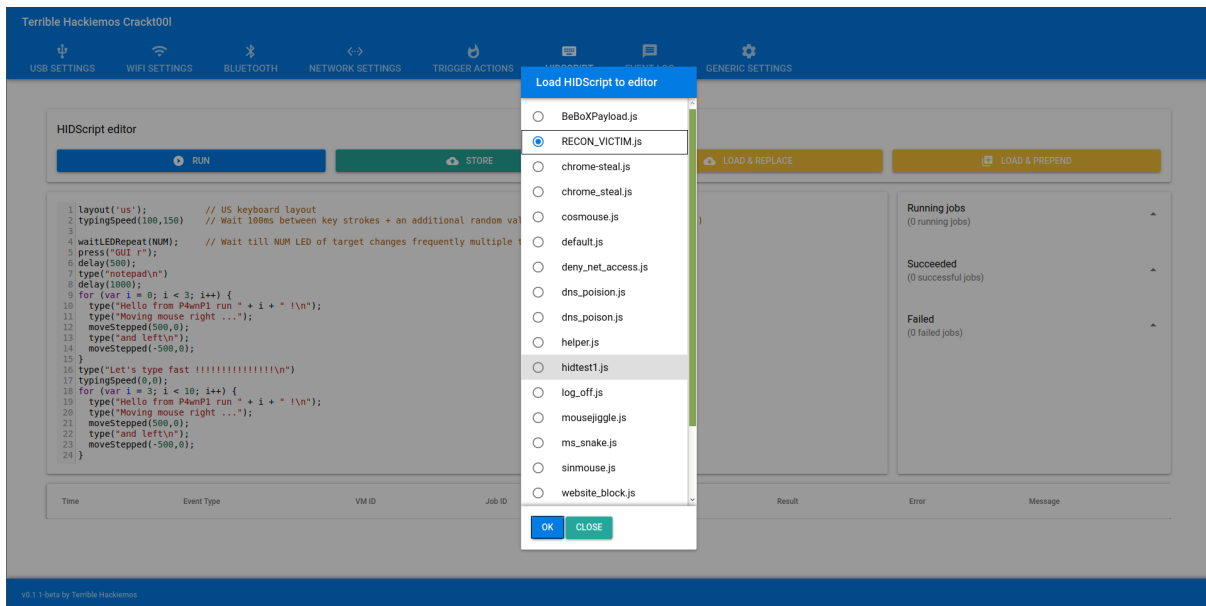 Terrible Hackiemos Crackt00l
USB SETTINGS
WIFI SETTINGS
BLUETOOTH
NETWORK SETTINGS
TRIGGER ACTIONS
HIDSCRIPT
EVENT LOG
GENERIC SETTINGS
HIDScript editor
RUN
STORE
LOAD & REPLACE
LOAD & PREPEND
1 layout('us'); // US keyboard layout
2 typingSpeed(100,150) // Wait 100ms between key strokes + an additional random val
3
4 waitLEDRepeat(NUM); // Wait till NUM LED of target changes frequently multiple t
5 press("GUI r");
6 delay(500);
7 type("notepad\n")
8 delay(1000);
9 for (var i = 0; i < 3; i++) {
10 type("Hello from P4wnP1 run " + i + " !\n");
11 type("Moving mouse right ...");
12 moveStepped(500,0);
13 type("and left\n");
14 moveStepped(-500,0);
15 }
16 type("Let's type fast !!!!!!!!!!!!!!!\n")
17 typingSpeed(0,0);
18 for (var i = 3; i < 10; i++) {
19 type("Hello from P4wnP1 run " + i + " !\n");
20 type("Moving mouse right ...");
21 moveStepped(500,0);
22 type("and left\n");
23 moveStepped(-500,0);
24 }
)
Running jobs
(0 running jobs)
Succeeded
(0 successful jobs)
Failed
(0 failed jobs)
Load HIDScript to editor
BeBoXPayload.js
RECON_VICTIM.js
chrome-steal.js
chrome_steal.js
cosmouse.js
default.js
deny_net_access.js
dns_poision.js
dns_poison.js
helper.js
hidtest1.js
log_off.js
mousejiggle.js
ms_snake.js
sinmouse.js
website_block.js
OK
CLOSE
Time
Event Type
VM ID
Job ID
Result
Error
Message
v0.1.1-beta by Terrible Hackiemos